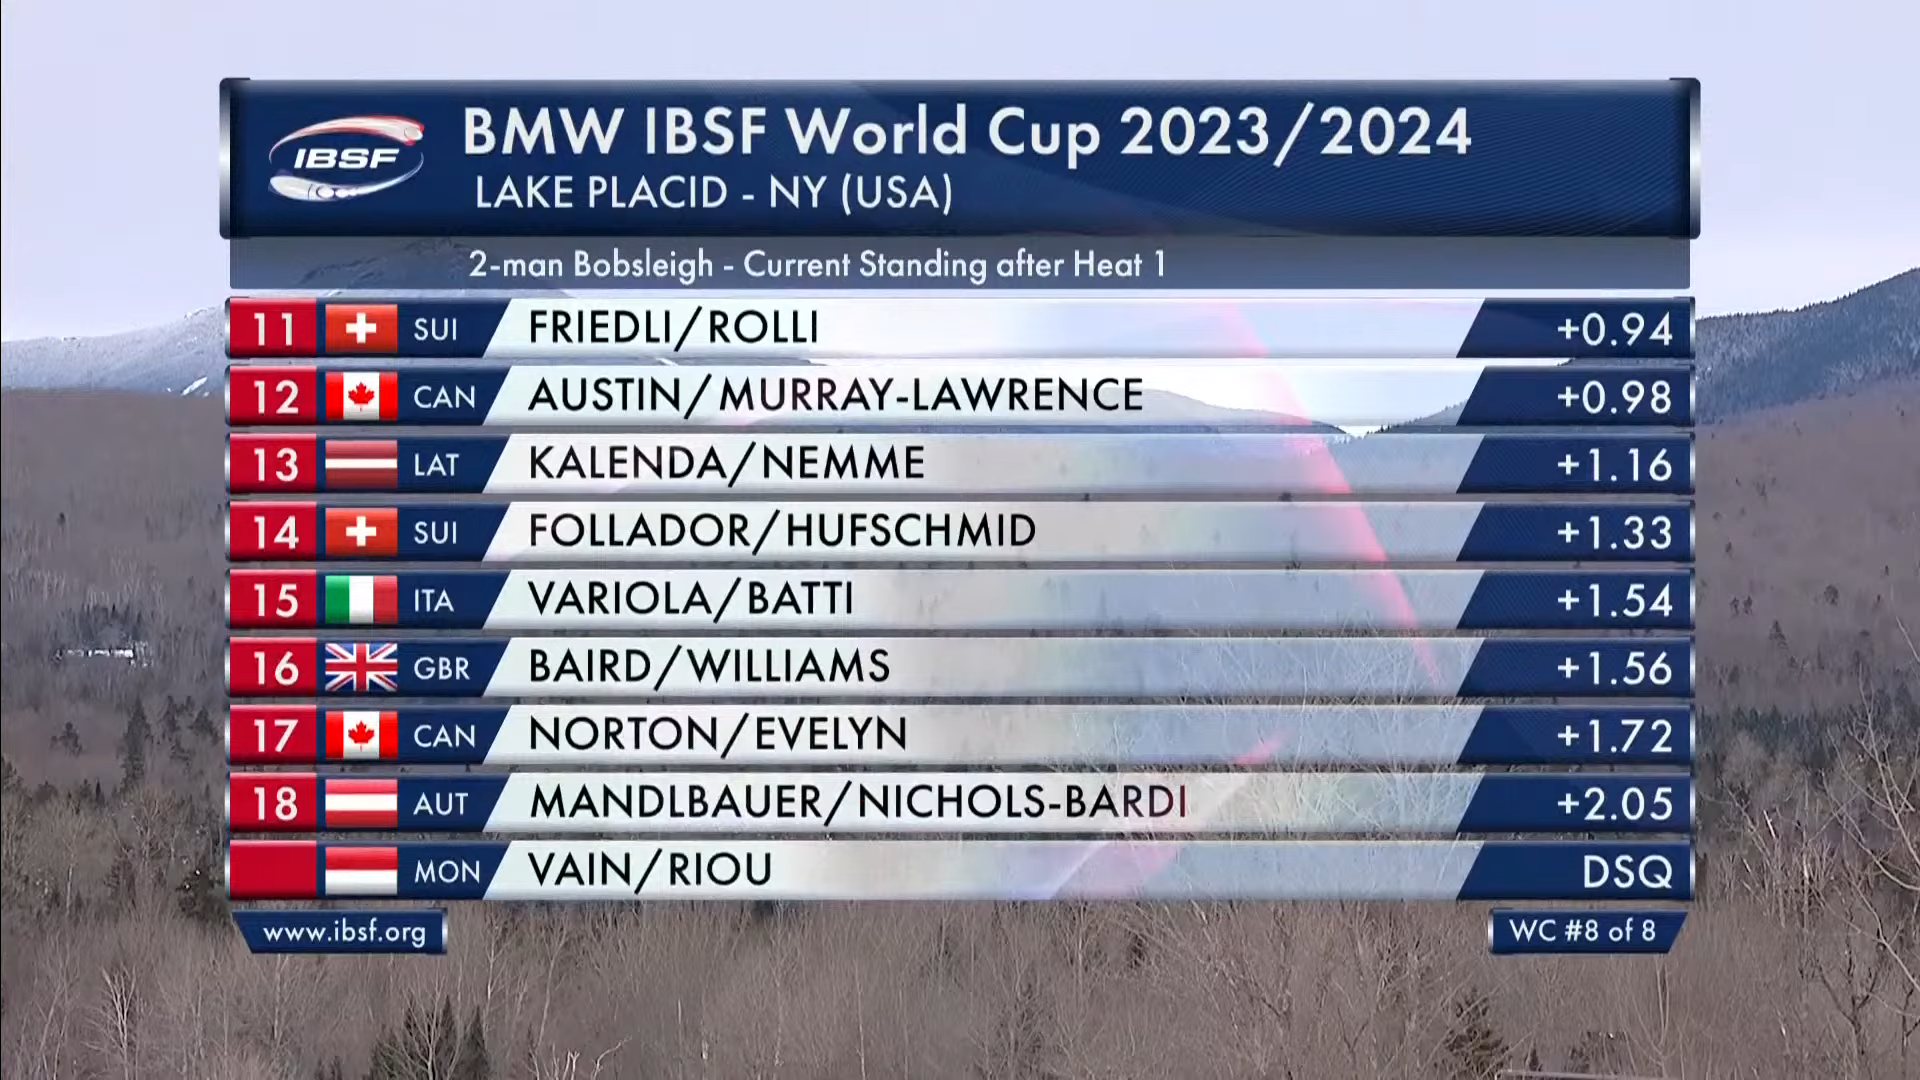 IBSF
BMW IBSF World Cup 2023/2024
LAKE PLACID - NY (USA)
2-man Bobsleigh - Current Standing after Heat 1
11 SUI FRIEDLI/ROLLI +0.94
12 CAN AUSTIN/MURRAY-LAWRENCE +0.98
13 LAT KALENDA/NEMME +1.16
14 SUI FOLLADOR/HUFSCHMID +1.33
15 ITA VARIOLA/BATTI +1.54
16 GBR BAIRD/WILLIAMS +1.56
17 CAN NORTON/EVELYN +1.72
18 AUT MANDLBAUER/NICHOLS-BARDI +2.05
MON VAIN/RIOU DSQ
www.ibsf.org
WC #8 of 8